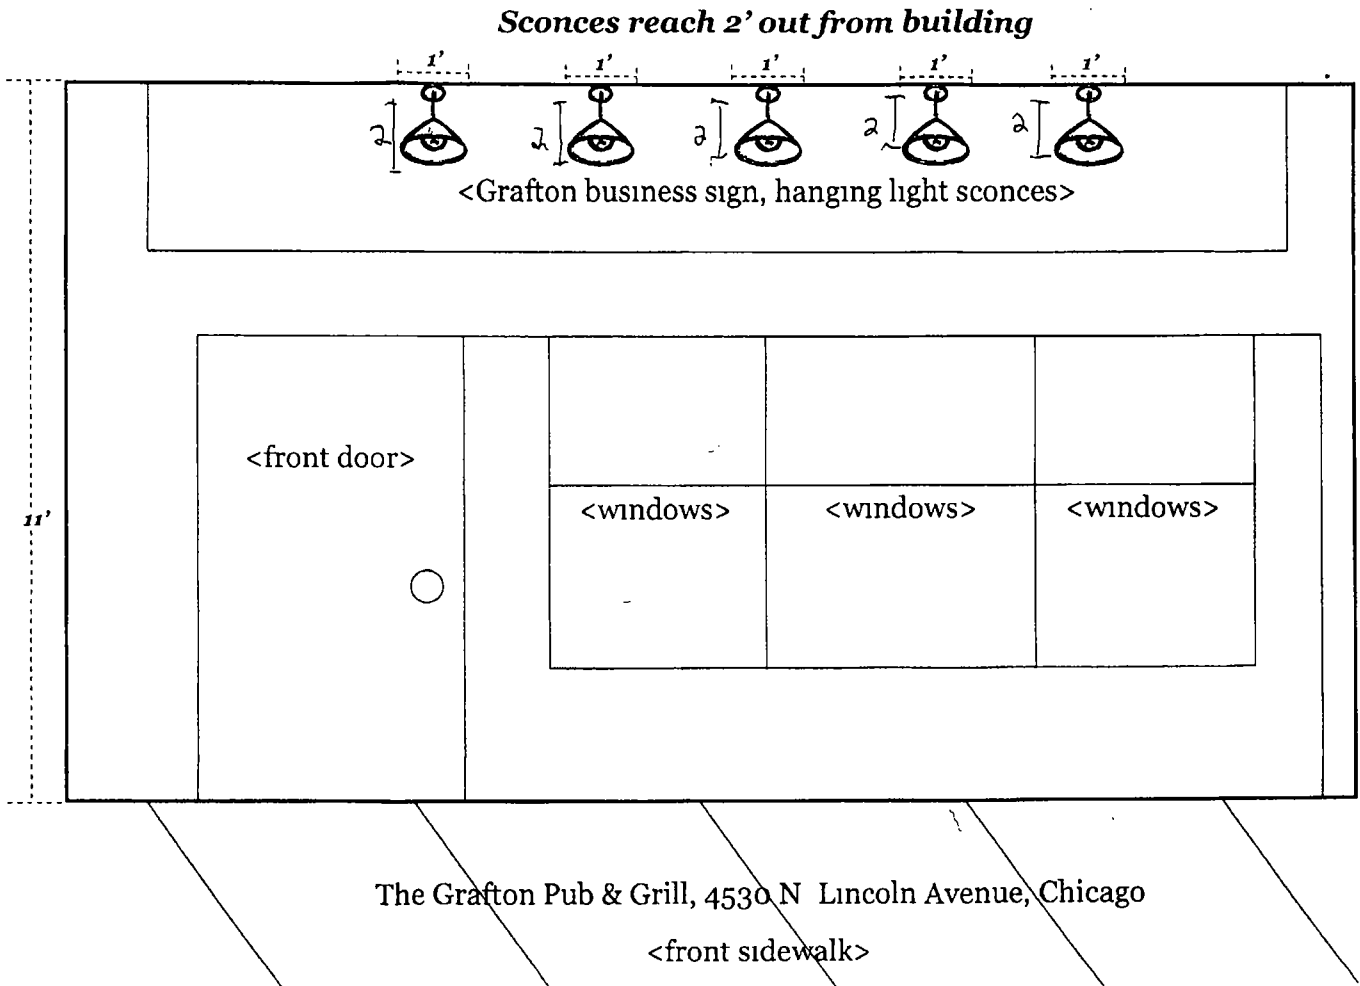 Sconces reach 2’ out from building
1’ 1’ 1’ 1’ 1’
2 2 2 2 2
<Grafton business sign, hanging light sconces>
<front door>
11’
<windows> <windows> <windows>
The Grafton Pub & Grill, 4530 N Lincoln Avenue, Chicago
<front sidewalk>